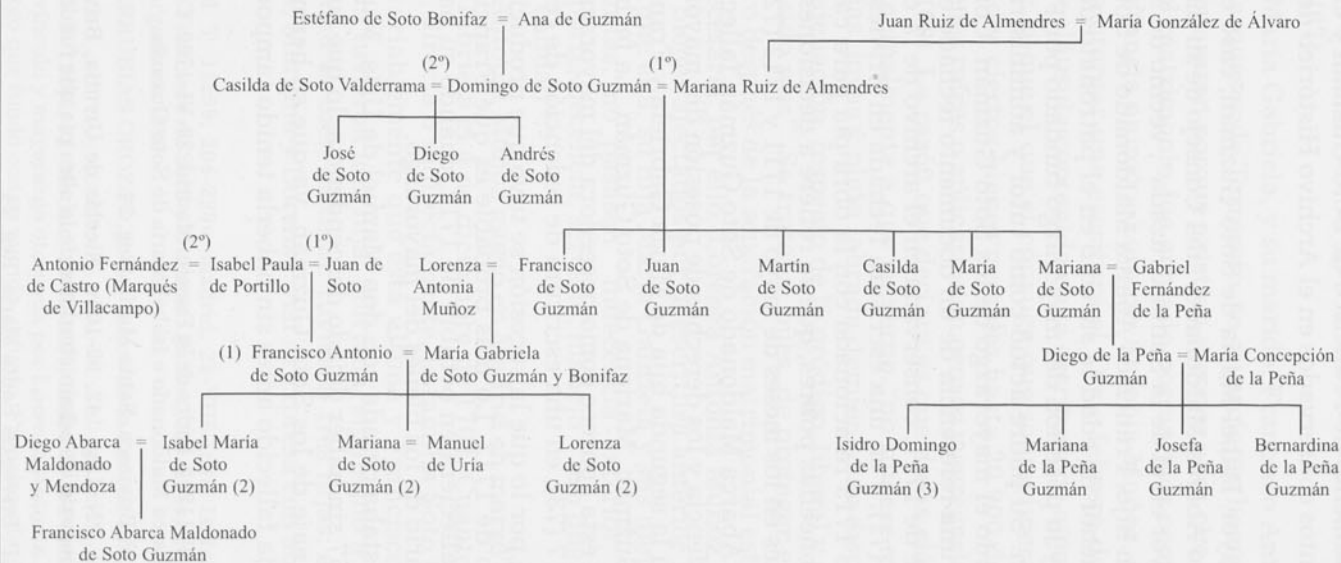 Estéfano de Soto Bonifaz = Ana de Guzmán
Juan Ruiz de Almendres = María González de Álvaro
(2º) (1º)
Casilda de Soto Valderrama = Domingo de Soto Guzmán = Mariana Ruiz de Almendres
José
de Soto
Guzmán
Diego
de Soto
Guzmán
Andrés
de Soto
Guzmán
(2º) (1º)
Antonio Fernández
de Castro (Marqués
de Villacampo)
=
Isabel Paula
de Portillo
=
Juan de
Soto
Lorenza =
Antonia
Muñoz
Francisco
de Soto
Guzmán
Juan
de Soto
Guzmán
Martín
de Soto
Guzmán
Casilda
de Soto
Guzmán
María
de Soto
Guzmán
Mariana =
de Soto
Guzmán
Gabriel
Fernández
de la Peña
(1) Francisco Antonio
de Soto Guzmán
=
María Gabriela
de Soto Guzmán y Bonifaz
Diego de la Peña
Guzmán
=
María Concepción
de la Peña
Diego Abarca
Maldonado
y Mendoza
=
Isabel María
de Soto
Guzmán (2)
Mariana =
de Soto
Guzmán (2)
Manuel
de Uría
Lorenza
de Soto
Guzmán (2)
Isidro Domingo
de la Peña
Guzmán (3)
Mariana
de la Peña
Guzmán
Josefa
de la Peña
Guzmán
Bernardina
de la Peña
Guzmán
Francisco Abarca Maldonado
de Soto Guzmán